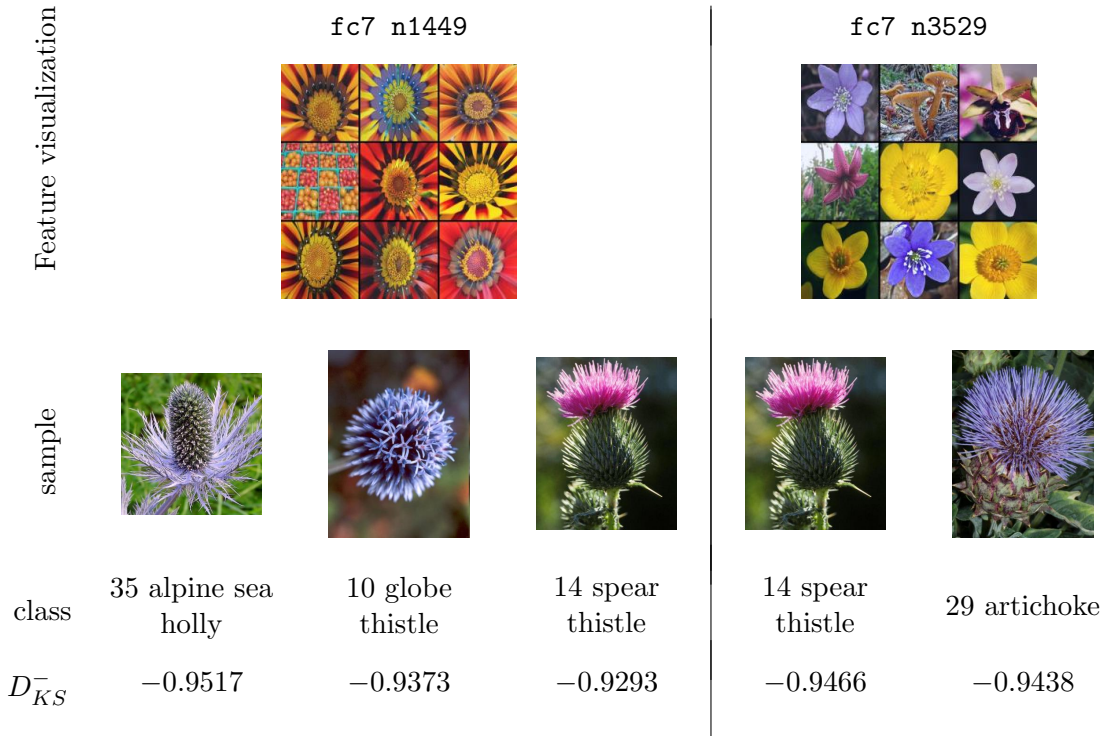 fc7 n1449
fc7 n3529
Feature visualization
sample
class
35 alpine sea
holly
10 globe
thistle
14 spear
thistle
14 spear
thistle
29 artichoke
D⁻_KS
−0.9517
−0.9373
−0.9293
−0.9466
−0.9438